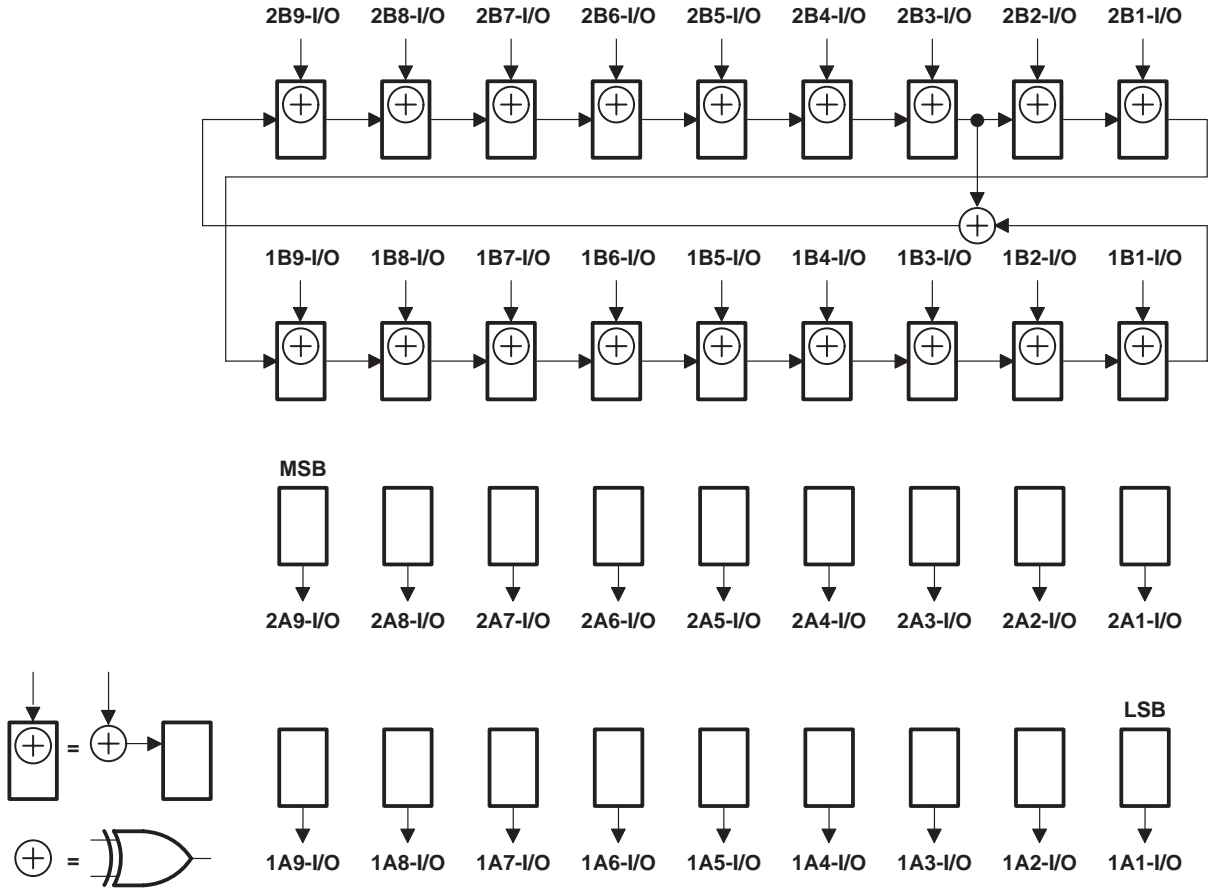 2B9-I/O 2B8-I/O 2B7-I/O 2B6-I/O 2B5-I/O 2B4-I/O 2B3-I/O 2B2-I/O 2B1-I/O
1B9-I/O 1B8-I/O 1B7-I/O 1B6-I/O 1B5-I/O 1B4-I/O 1B3-I/O 1B2-I/O 1B1-I/O
MSB
2A9-I/O 2A8-I/O 2A7-I/O 2A6-I/O 2A5-I/O 2A4-I/O 2A3-I/O 2A2-I/O 2A1-I/O
LSB
=
=
1A9-I/O 1A8-I/O 1A7-I/O 1A6-I/O 1A5-I/O 1A4-I/O 1A3-I/O 1A2-I/O 1A1-I/O